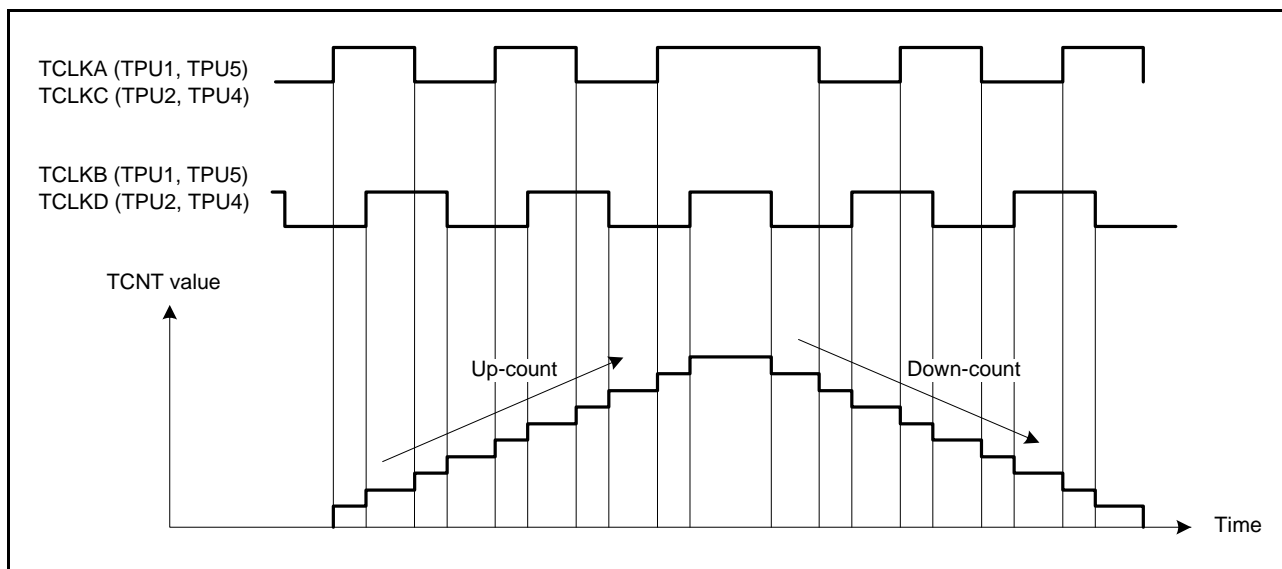 TCLKA (TPU1, TPU5)
TCLKC (TPU2, TPU4)
TCLKB (TPU1, TPU5)
TCLKD (TPU2, TPU4)
TCNT value
Up-count
Down-count
Time